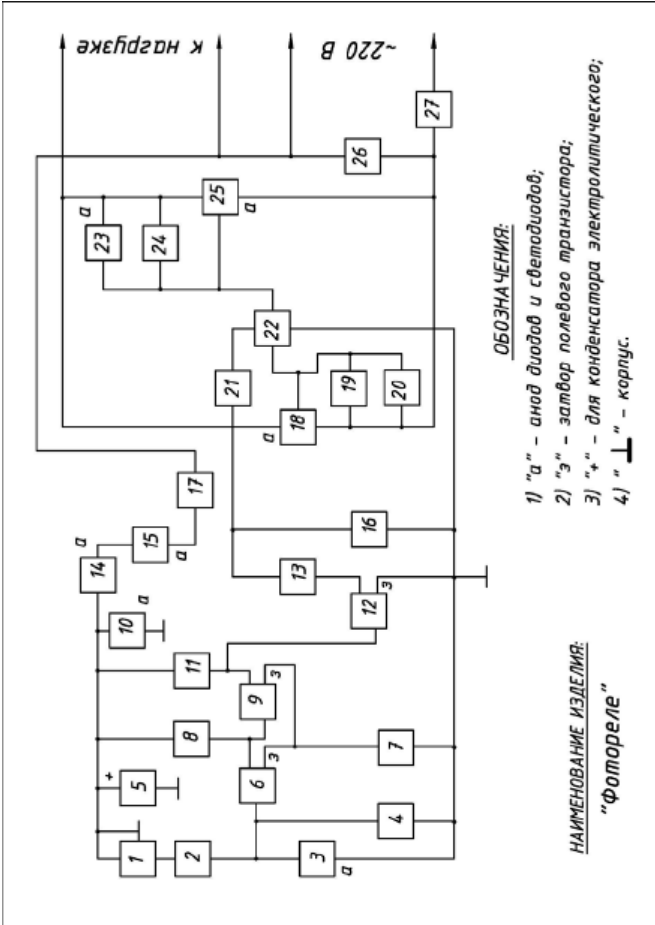 к нагрузке
~220 В
1
2
3
а
4
5
+
6
з
7
8
9
з
10
а
11
12
з
13
14
а
15
а
16
17
18
а
19
20
21
22
23
а
24
25
а
26
27
ОБОЗНАЧЕНИЯ:
1) "а" – анод диодов и светодиодов;
2) "з" – затвор полевого транзистора;
3) "+" – для конденсатора электролитического;
4) "⊥" – корпус.
НАИМЕНОВАНИЕ ИЗДЕЛИЯ:
"Фотореле"